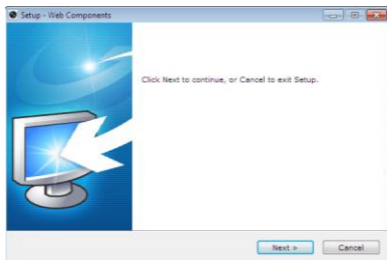 Setup - Web Components
Click Next to continue, or Cancel to exit Setup.
Next >
Cancel